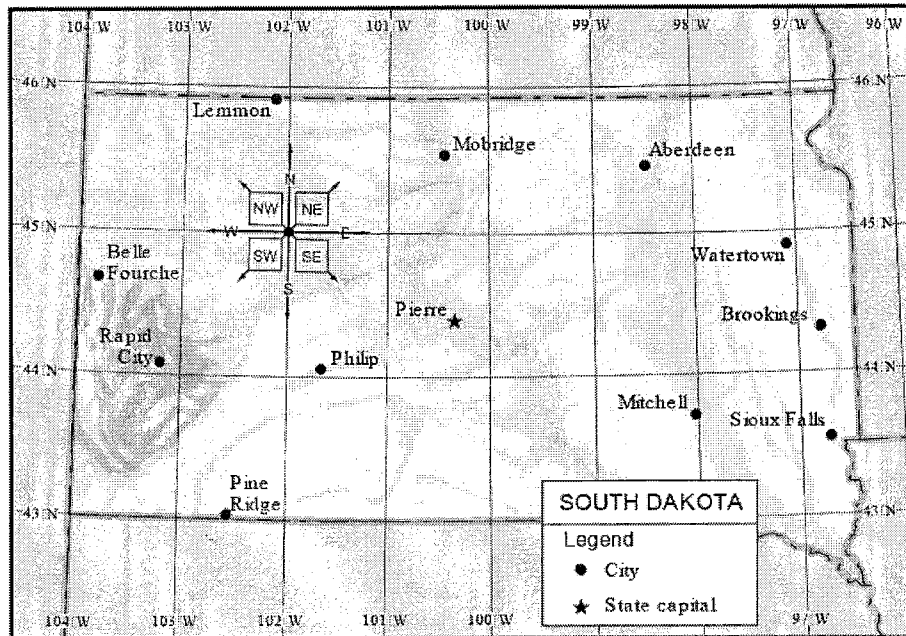 104°W 103°W 102°W 101°W 100°W 99°W 98°W 97°W 96°W
46°N 46°N
Lemmon
Mobridge
Aberdeen
N
NW NE
45°N W E 45°N
SW SE
S
Watertown
Belle
Fourche
Pierre
Brookings
Rapid
City
Philip
44°N 44°N
Mitchell
Sioux Falls
Pine
Ridge
43°N 43°N
SOUTH DAKOTA
Legend
City
State capital
104°W 103°W 102°W 101°W 100°W 99°W 98°W 97°W